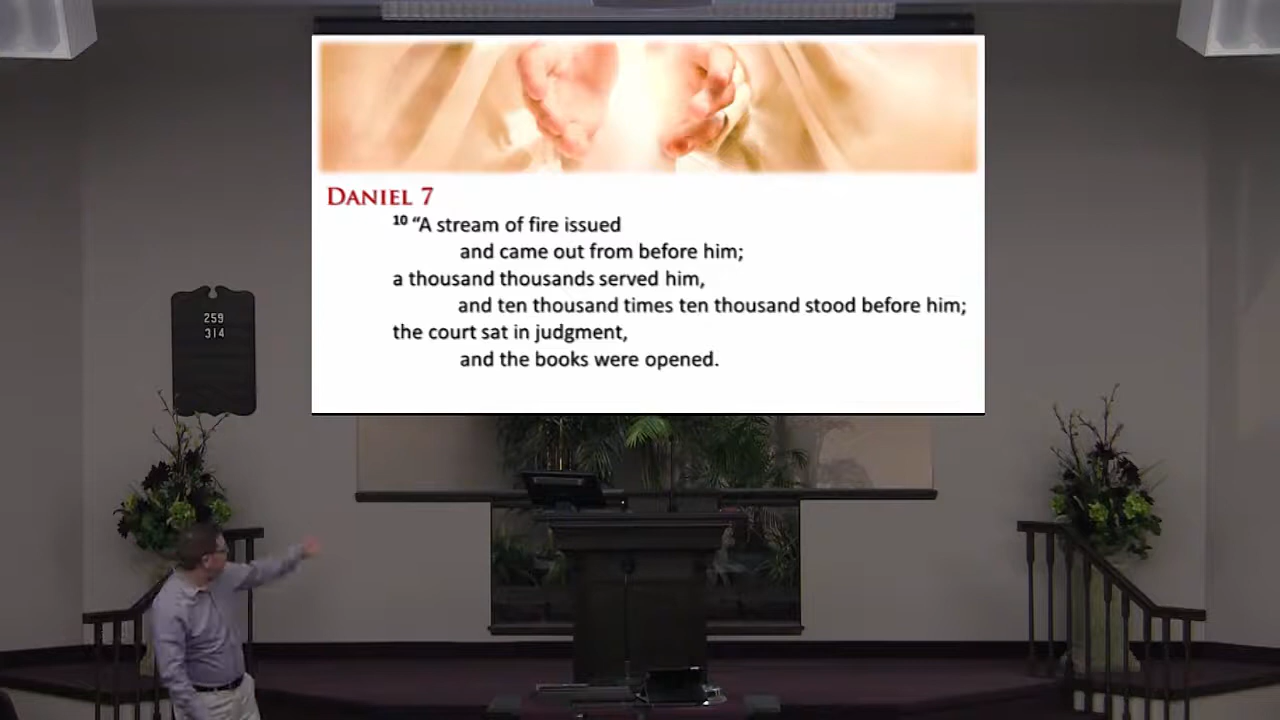 DANIEL 7
10 “A stream of fire issued
and came out from before him;
a thousand thousands served him,
and ten thousand times ten thousand stood before him;
the court sat in judgment,
and the books were opened.
259
314